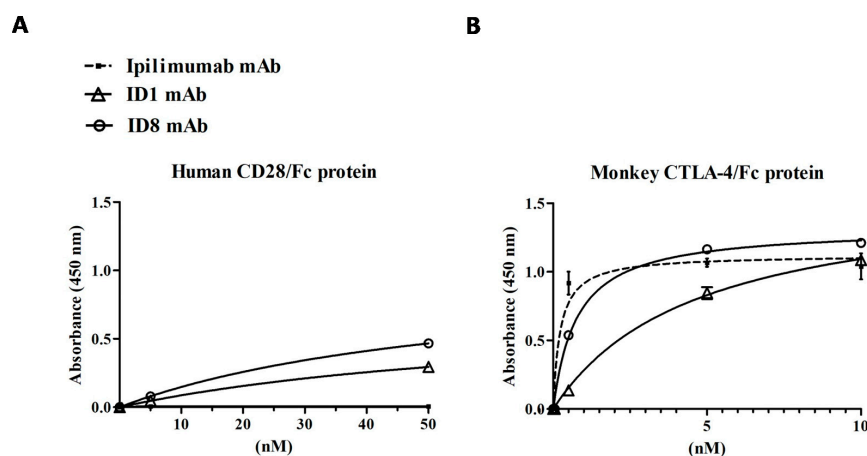 A
B
Ipilimumab mAb
ID1 mAb
ID8 mAb
Human CD28/Fc protein
Absorbance (450 nm)
1.5
1.0
0.5
0.0
10
20
30
40
50
(nM)
Monkey CTLA-4/Fc protein
Absorbance (450 nm)
1.5
1.0
0.5
0.0
5
10
(nM)